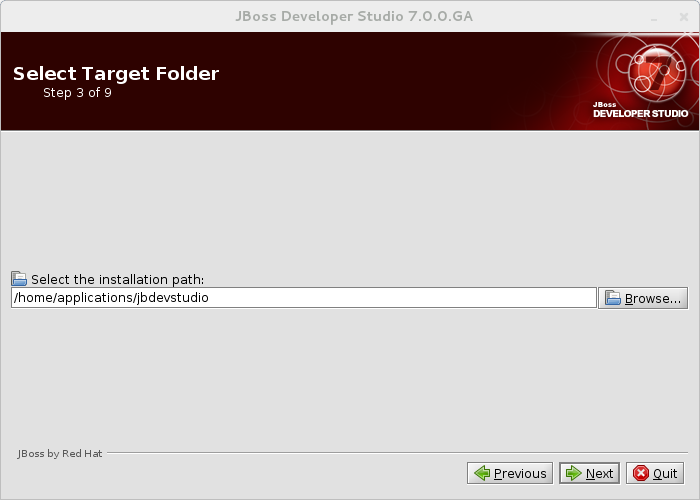 JBoss Developer Studio 7.0.0.GA
Select Target Folder
Step 3 of 9
7
JBoss
DEVELOPER STUDIO
Select the installation path:
/home/applications/jbdevstudio
Browse...
JBoss by Red Hat
Previous
Next
Quit